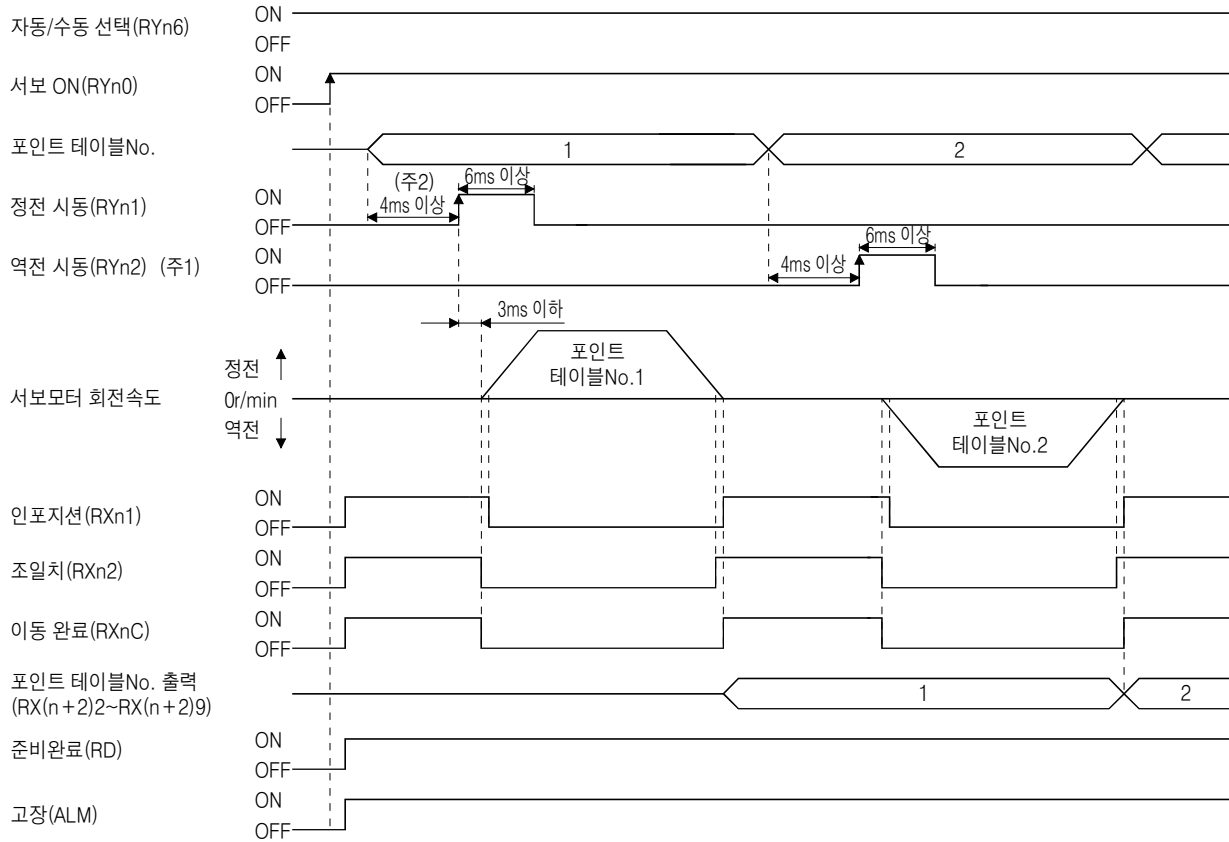 자동/수동 선택(RYn6)
ON
OFF
서보 ON(RYn0)
ON
OFF
포인트 테이블No.
1
2
정전 시동(RYn1)
ON
OFF
(주2)
4ms 이상
6ms 이상
역전 시동(RYn2) (주1)
ON
OFF
4ms 이상
6ms 이상
3ms 이하
서보모터 회전속도
정전
0r/min
역전
포인트
테이블No.1
포인트
테이블No.2
인포지션(RXn1)
ON
OFF
조일치(RXn2)
ON
OFF
이동 완료(RXnC)
ON
OFF
포인트 테이블No. 출력
(RX(n+2)2~RX(n+2)9)
1
2
준비완료(RD)
ON
OFF
고장(ALM)
ON
OFF